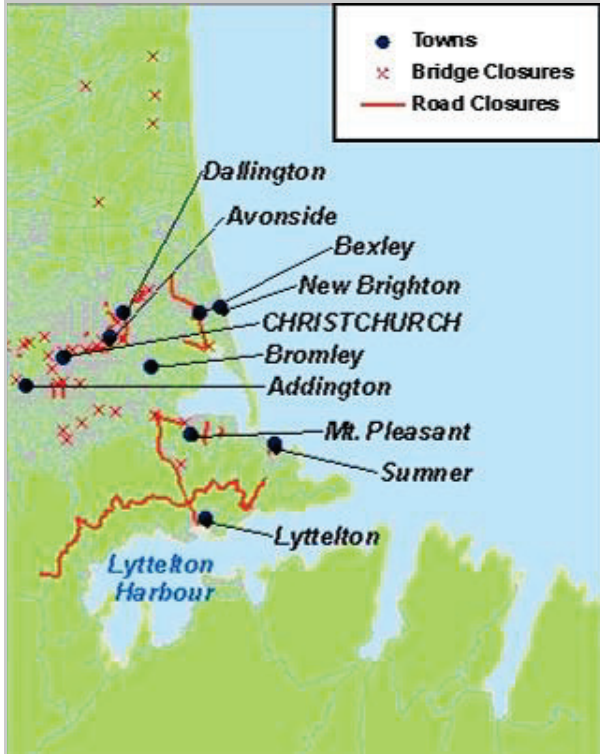 Towns
Bridge Closures
Road Closures
Dallington
Avonside
Bexley
New Brighton
CHRISTCHURCH
Bromley
Addington
Mt. Pleasant
Sumner
Lyttelton
Lyttelton
Harbour